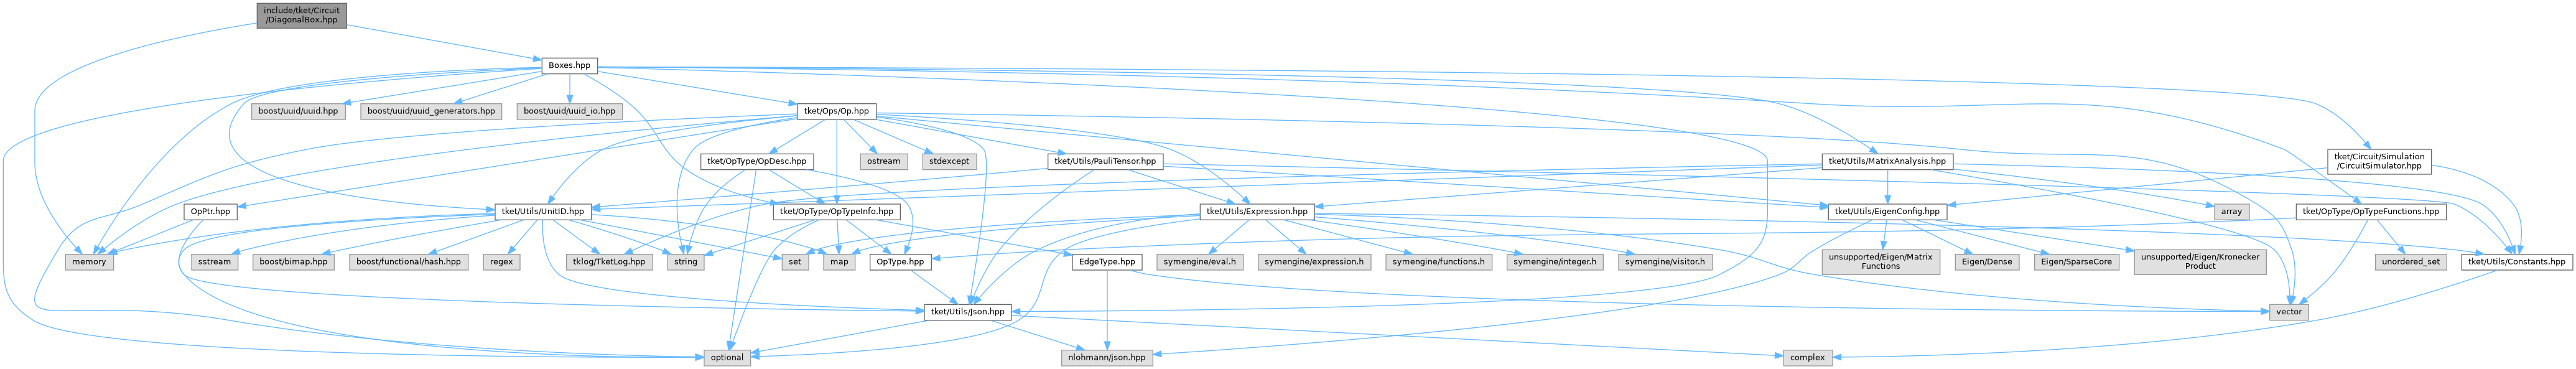 include/tket/Circuit
/DiagonalBox.hpp
Boxes.hpp
boost/uuid/uuid.hpp
boost/uuid/uuid_generators.hpp
boost/uuid/uuid_io.hpp
tket/Ops/Op.hpp
tket/OpType/OpDesc.hpp
ostream
stdexcept
tket/Utils/PauliTensor.hpp
tket/Utils/MatrixAnalysis.hpp
tket/Circuit/Simulation
/CircuitSimulator.hpp
OpPtr.hpp
tket/Utils/UnitID.hpp
tket/OpType/OpTypeInfo.hpp
tket/Utils/Expression.hpp
tket/Utils/EigenConfig.hpp
array
tket/OpType/OpTypeFunctions.hpp
memory
sstream
boost/bimap.hpp
boost/functional/hash.hpp
regex
tklog/TketLog.hpp
string
set
map
OpType.hpp
EdgeType.hpp
symengine/eval.h
symengine/expression.h
symengine/functions.h
symengine/integer.h
symengine/visitor.h
unsupported/Eigen/Matrix
Functions
Eigen/Dense
Eigen/SparseCore
unsupported/Eigen/Kronecker
Product
unordered_set
tket/Utils/Constants.hpp
tket/Utils/Json.hpp
vector
optional
nlohmann/json.hpp
complex